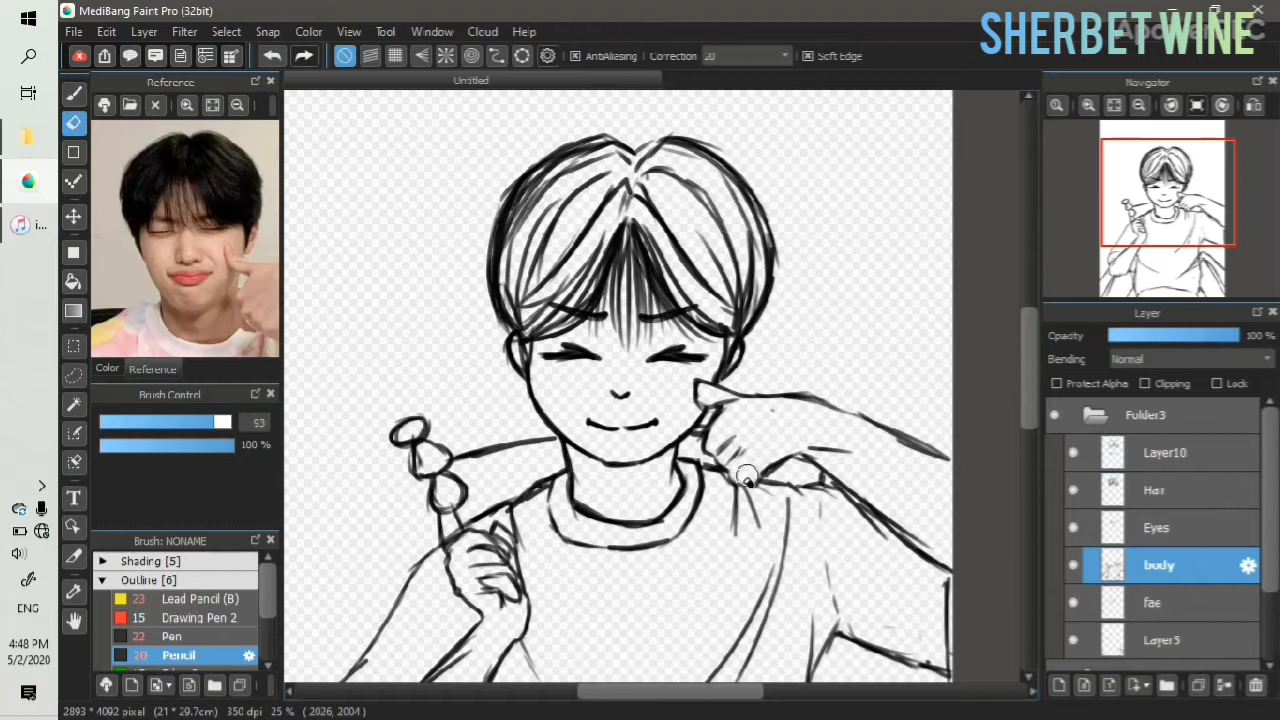 MediBang Paint Pro (32bit)
SHERBET WINE
File Edit Layer Filter Select Snap Color View Tool Window Cloud Help
AntiAliasing Correction 20 Soft Edge
Reference
Untitled
Navigator
Color Reference
Brush Control
93
100 %
Layer
Opacity 100 %
Blending Normal
Protect Alpha Clipping Lock
Folder3
Layer10
Hair
Eyes
body
fae
Layer5
Brush: NONAME
Shading [5]
Outline [6]
23 Lead Pencil (B)
15 Drawing Pen 2
22 Pen
20 Pencil
i...
ENG
4:48 PM
5/2/2020
2893 * 4092 pixel (21 * 29.7cm) 350 dpi 25 % ( 2026, 2004 )